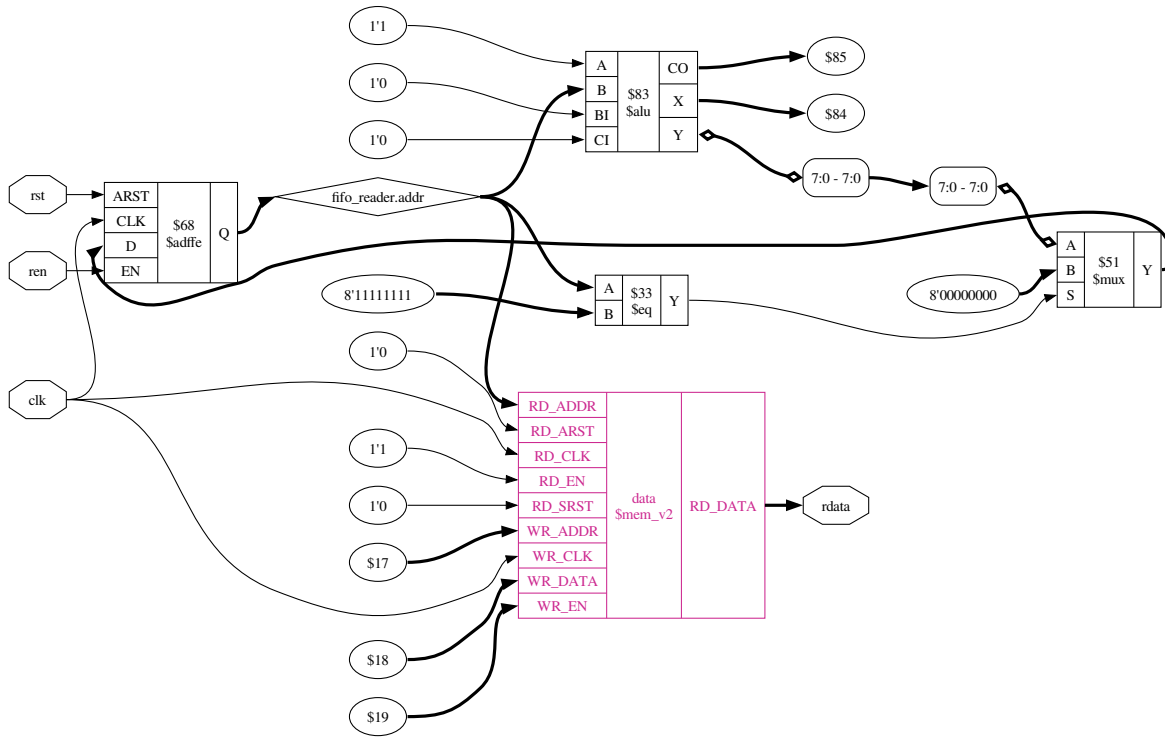 1'1
1'0
1'0
A
B
BI
CI
$83
$alu
CO
X
Y
$85
$84
7:0 - 7:0
7:0 - 7:0
rst
ren
clk
ARST
CLK
D
EN
$68
$adffe
Q
fifo_reader.addr
8'11111111
A
B
$33
$eq
Y
8'00000000
A
B
S
$51
$mux
Y
1'0
1'1
1'0
$17
$18
$19
RD_ADDR
RD_ARST
RD_CLK
RD_EN
RD_SRST
WR_ADDR
WR_CLK
WR_DATA
WR_EN
data
$mem_v2
RD_DATA
rdata